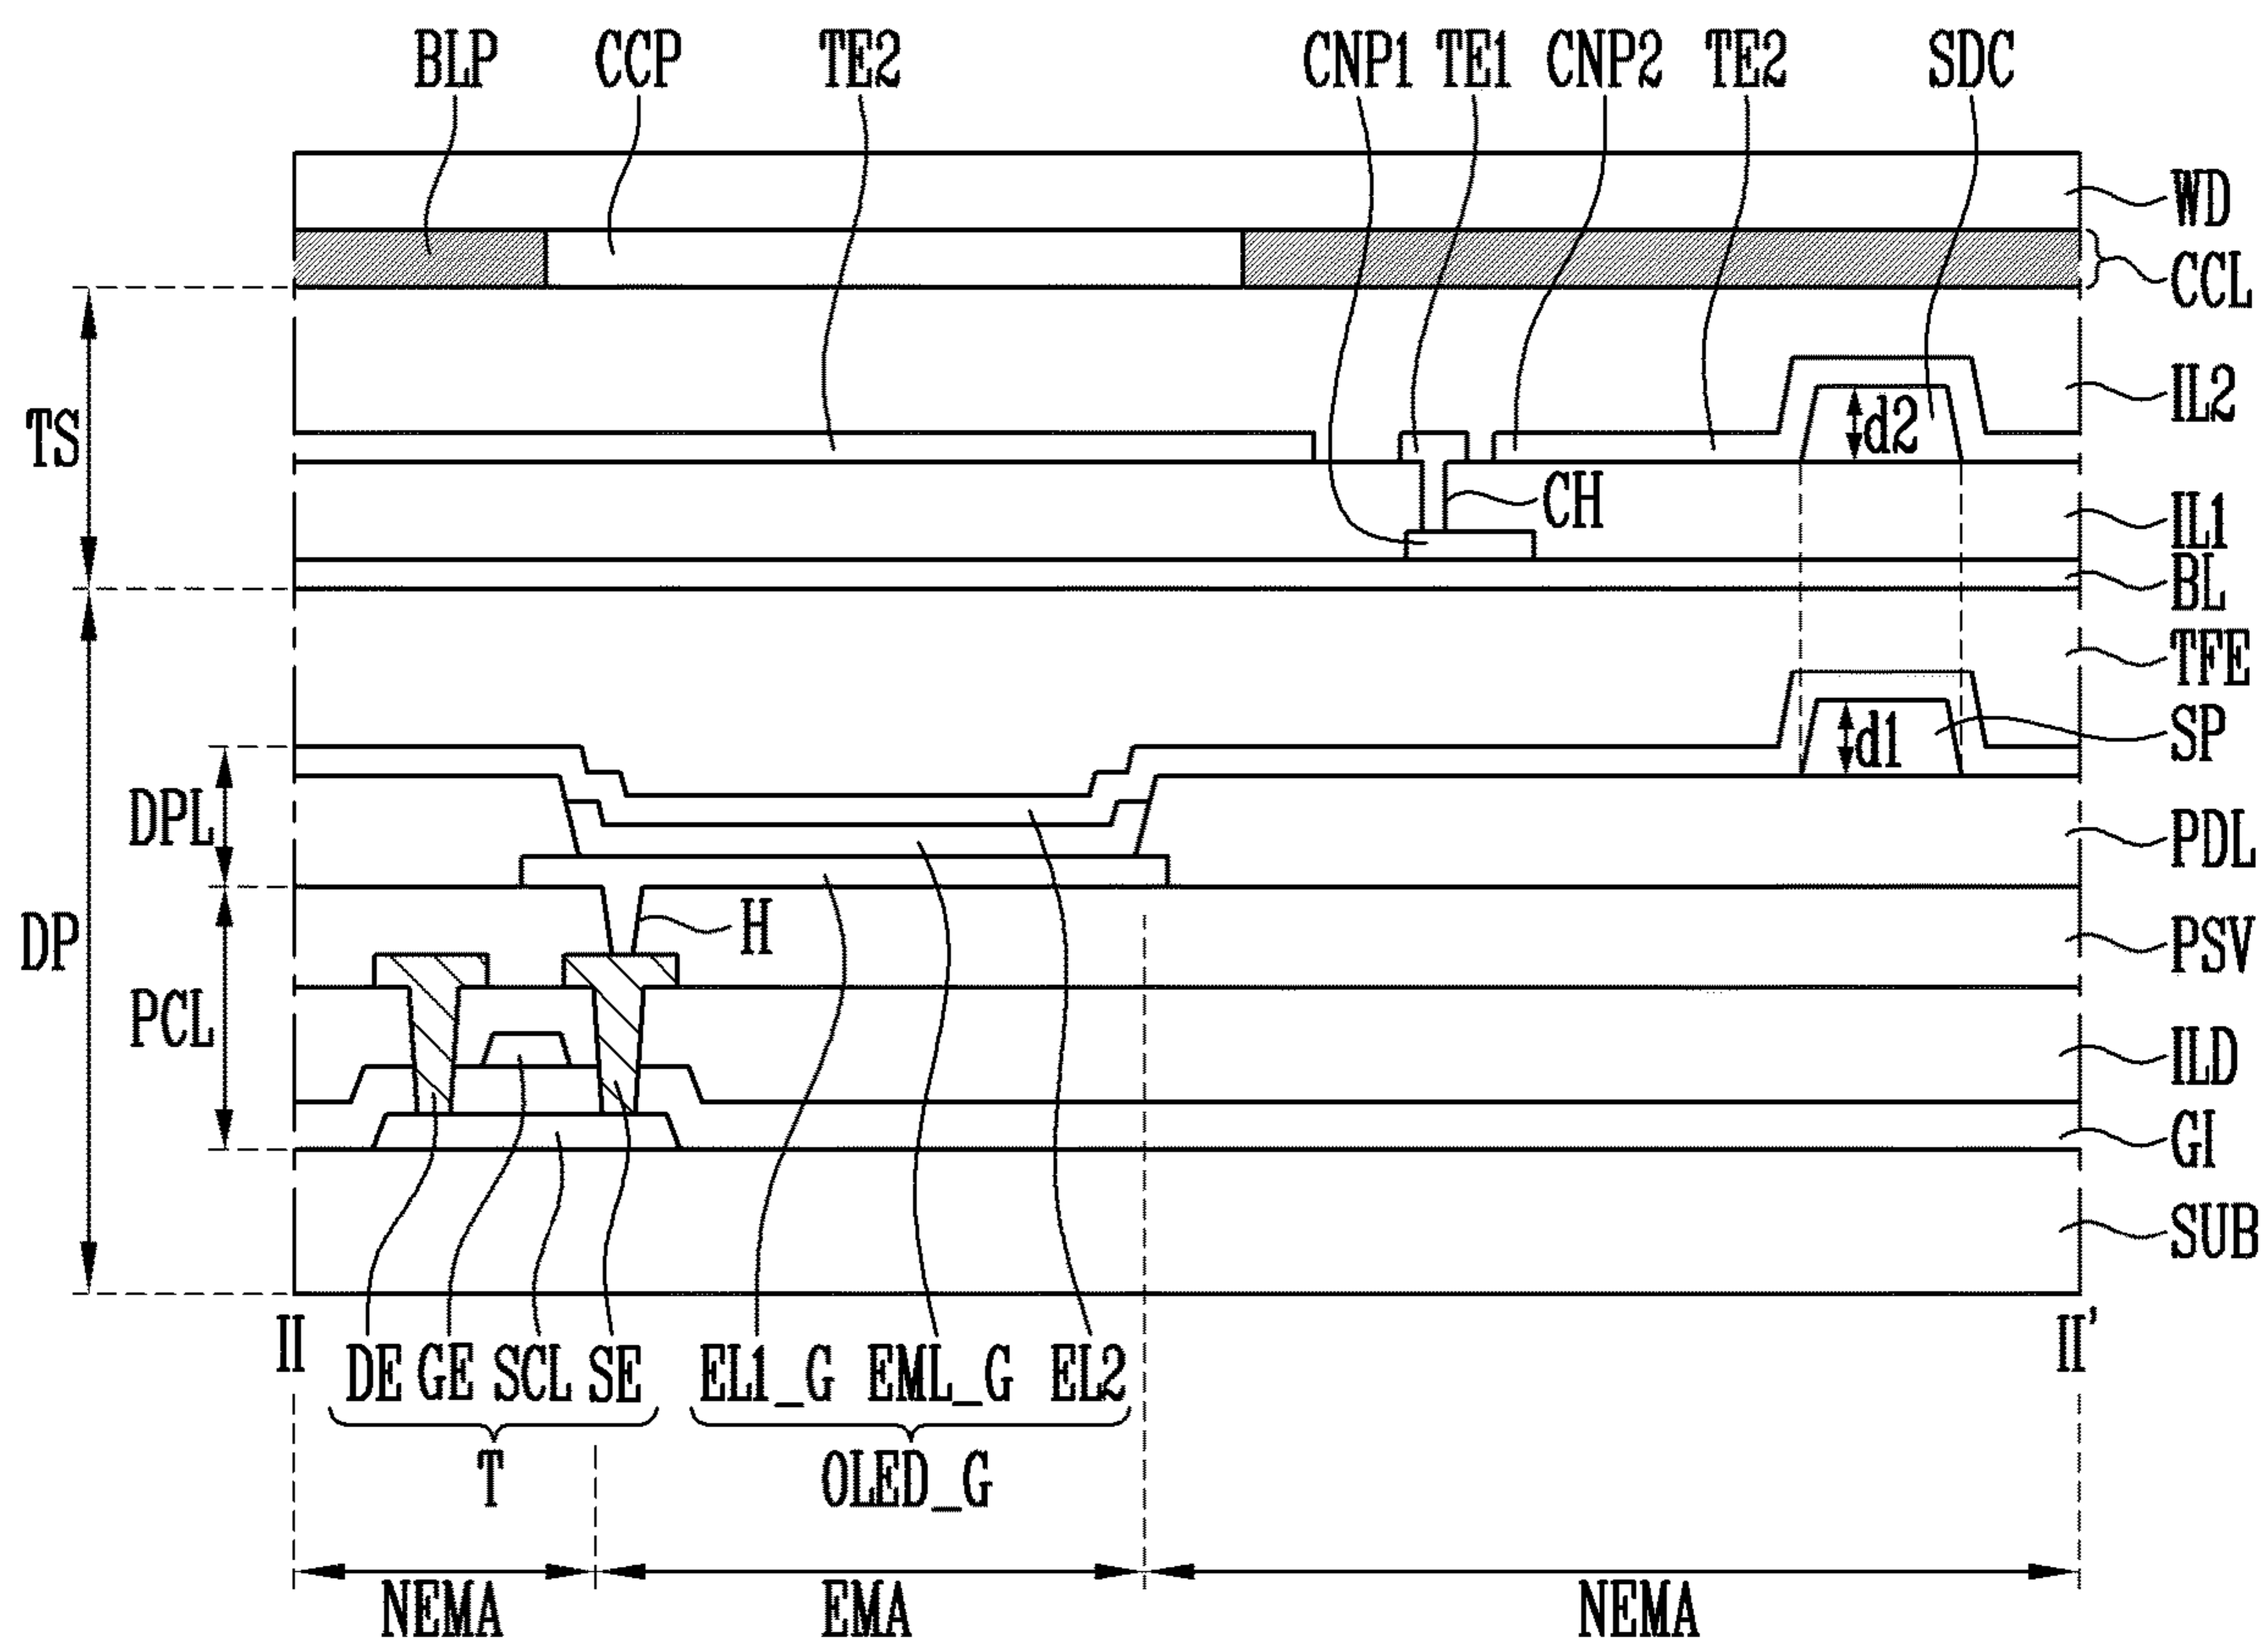 BLP CCP TE2 CNP1 TE1 CNP2 TE2 SDC
WD
CCL
IL2
d2
TS
CH
IL1
BL
TFE
SP
d1
DPL
PDL
H
DP
PSV
PCL
ILD
GI
SUB
II II'
DE GE SCL SE EL1_G EML_G EL2
T OLED_G
NEMA EMA NEMA